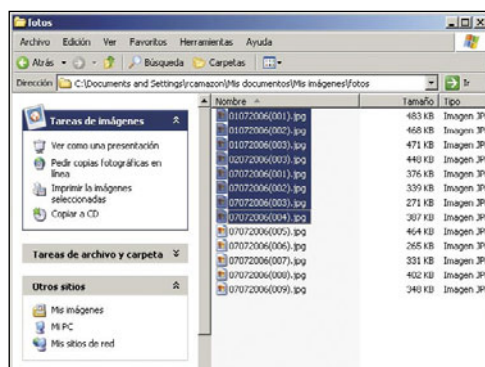 fotos
Archivo Edición Ver Favoritos Herramientas Ayuda
Atrás Búsqueda Carpetas
Dirección C:\Documents and Settings\rcamazon\Mis documentos\Mis imágenes\fotos Ir
Nombre Tamaño Tipo
Tareas de imágenes
Ver como una presentación
Pedir copias fotográficas en
línea
Imprimir la imágenes
seleccionadas
Copiar a CD
Tareas de archivo y carpeta
Otros sitios
Mis imágenes
Mi PC
Mis sitios de red
01072006(001).jpg 483 KB Imagen JP
01072006(002).jpg 468 KB Imagen JP
01072006(003).jpg 471 KB Imagen JP
02072006(003).jpg 448 KB Imagen JP
07072006(001).jpg 376 KB Imagen JP
07072006(002).jpg 339 KB Imagen JP
07072006(003).jpg 271 KB Imagen JP
07072006(004).jpg 387 KB Imagen JP
07072006(005).jpg 464 KB Imagen JP
07072006(006).jpg 265 KB Imagen JP
07072006(007).jpg 331 KB Imagen JP
07072006(008).jpg 402 KB Imagen JP
07072006(009).jpg 348 KB Imagen JP